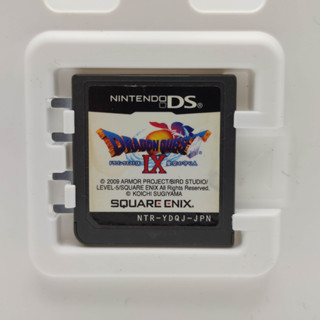 NINTENDO DS
DRAGON QUEST
IX
© 2009 ARMOR PROJECT/BIRD STUDIO/
LEVEL-5/SQUARE ENIX All Rights Reserved.
© KOICHI SUGIYAMA
SQUARE ENIX.
NTR-YDQJ-JPN